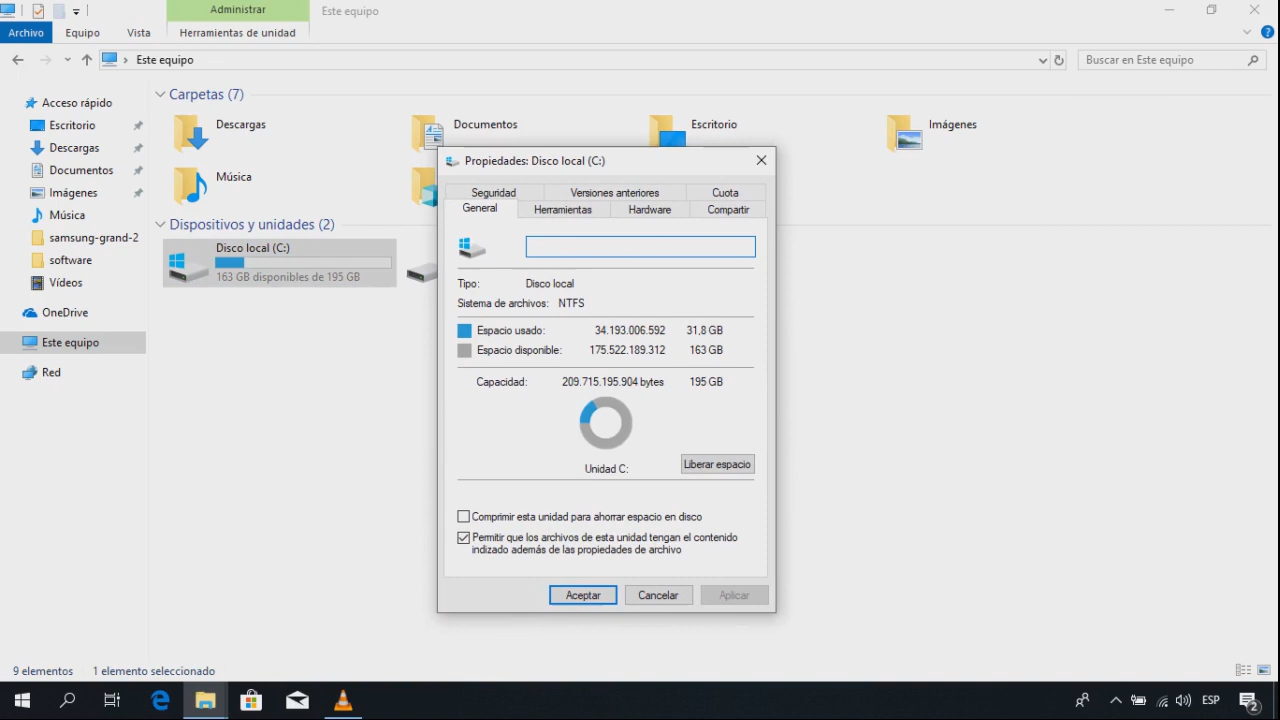 Administrar
Este equipo
Archivo
Equipo
Vista
Herramientas de unidad
Este equipo
Buscar en Este equipo
Acceso rápido
Escritorio
Descargas
Documentos
Imágenes
Música
samsung-grand-2
software
Vídeos
OneDrive
Este equipo
Red
Carpetas (7)
Descargas
Documentos
Escritorio
Imágenes
Música
Dispositivos y unidades (2)
Disco local (C:)
163 GB disponibles de 195 GB
Propiedades: Disco local (C:)
Seguridad
Versiones anteriores
Cuota
General
Herramientas
Hardware
Compartir
Tipo: Disco local
Sistema de archivos: NTFS
Espacio usado: 34.193.006.592 31,8 GB
Espacio disponible: 175.522.189.312 163 GB
Capacidad: 209.715.195.904 bytes 195 GB
Unidad C:
Liberar espacio
Comprimir esta unidad para ahorrar espacio en disco
Permitir que los archivos de esta unidad tengan el contenido
indizado además de las propiedades de archivo
Aceptar
Cancelar
Aplicar
9 elementos
1 elemento seleccionado
ESP
2